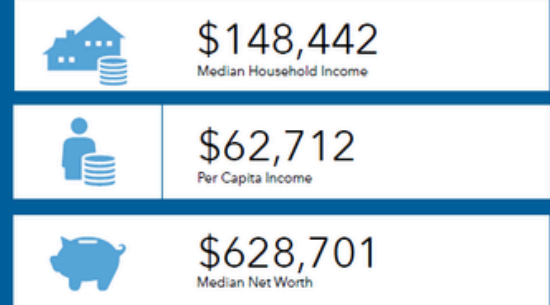 $148,442
Median Household Income
$62,712
Per Capita Income
$628,701
Median Net Worth